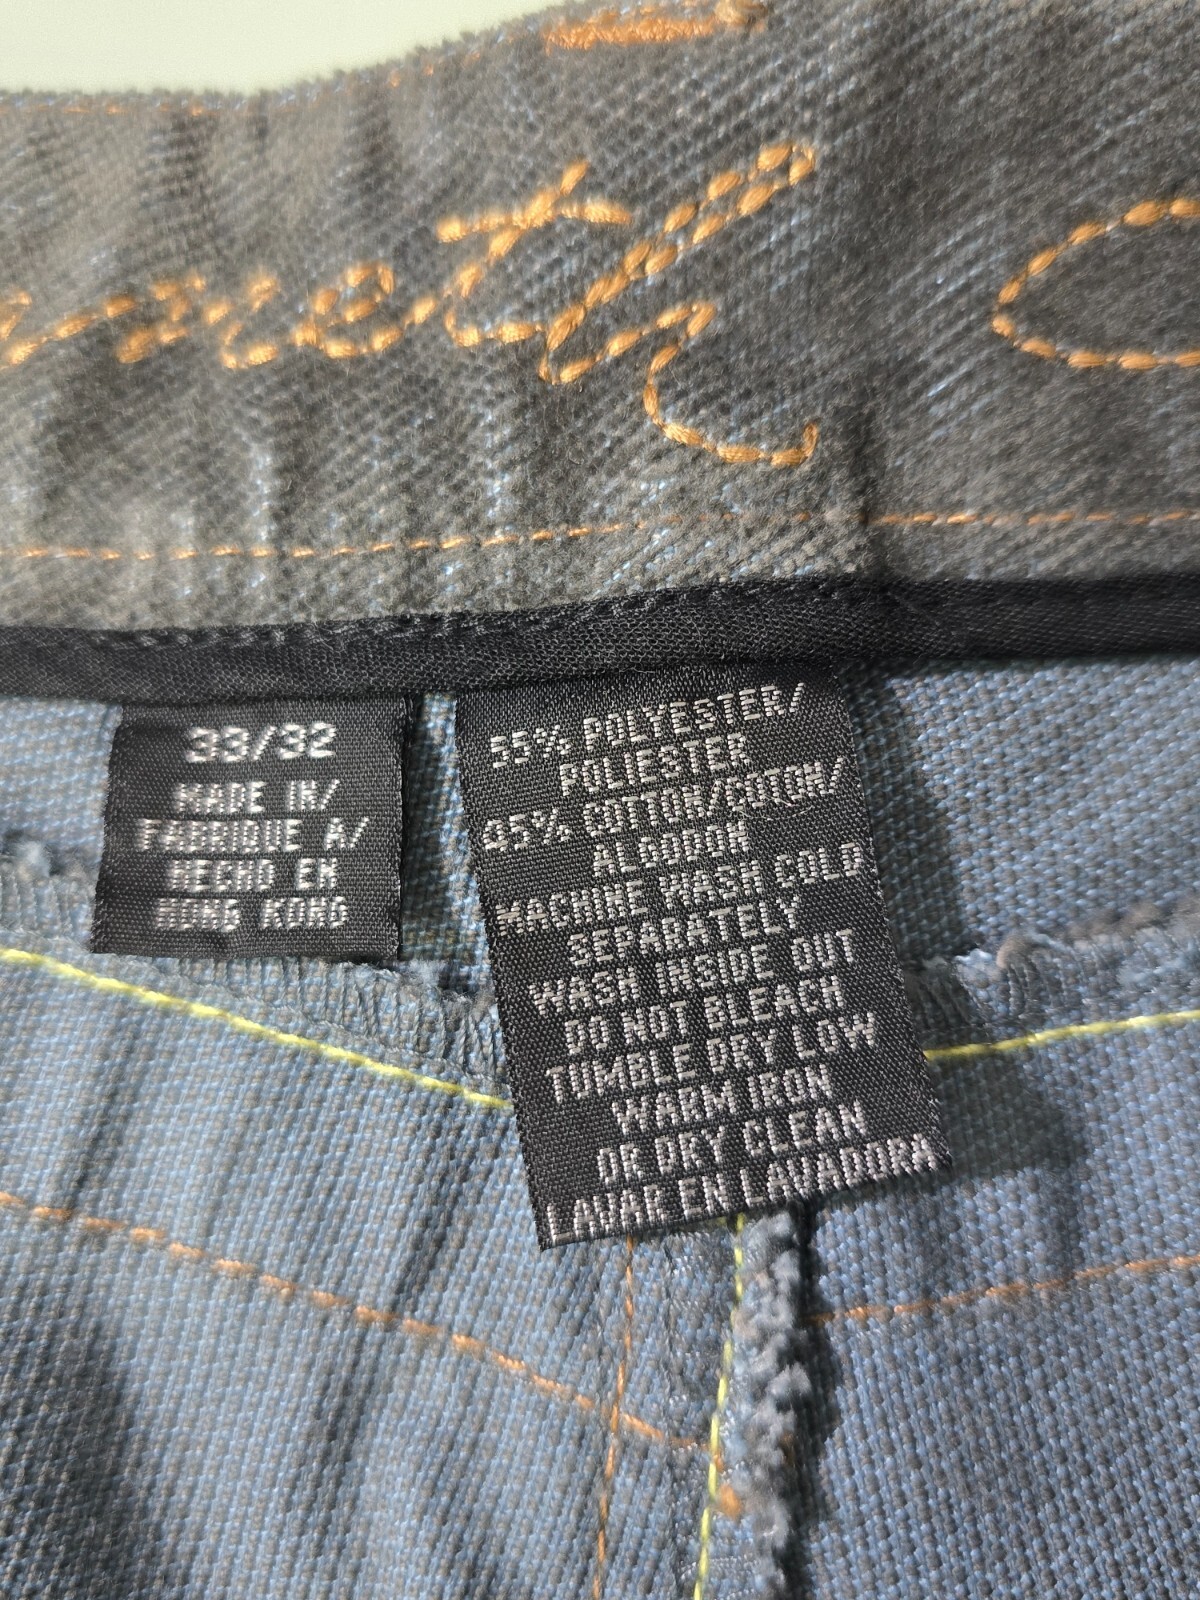 neth C
33/32
MADE IN/
FABRIQUE A/
HECHO EN
HONG KONG
55% POLYESTER/
POLIESTER
45% COTTON/COTON/
ALGODON
MACHINE WASH COLD
SEPARATELY
WASH INSIDE OUT
DO NOT BLEACH
TUMBLE DRY LOW
WARM IRON
OR DRY CLEAN
LAVAR EN LAVADORA